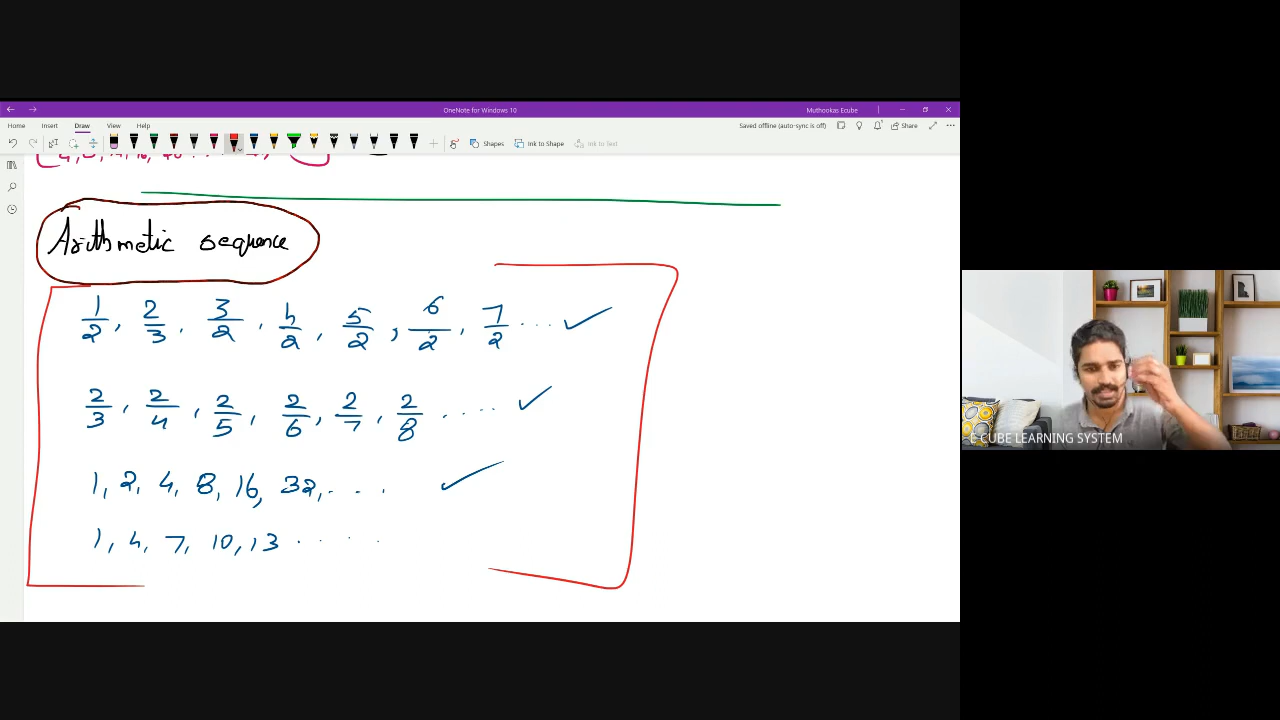 OneNote for Windows 10
Muthookas Ecube
Home Insert Draw View Help
Saved offline (auto-sync is off) Share
Shapes Ink to Shape Ink to Text
Arithmetic sequence
1/2, 2/3, 3/2, 4/2, 5/2, 6/2, 7/2 ... ✓
2/3, 2/4, 2/5, 2/6, 2/7, 2/8 .... ✓
1, 2, 4, 8, 16, 32, ... ✓
1, 4, 7, 10, 13 ....
E CUBE LEARNING SYSTEM